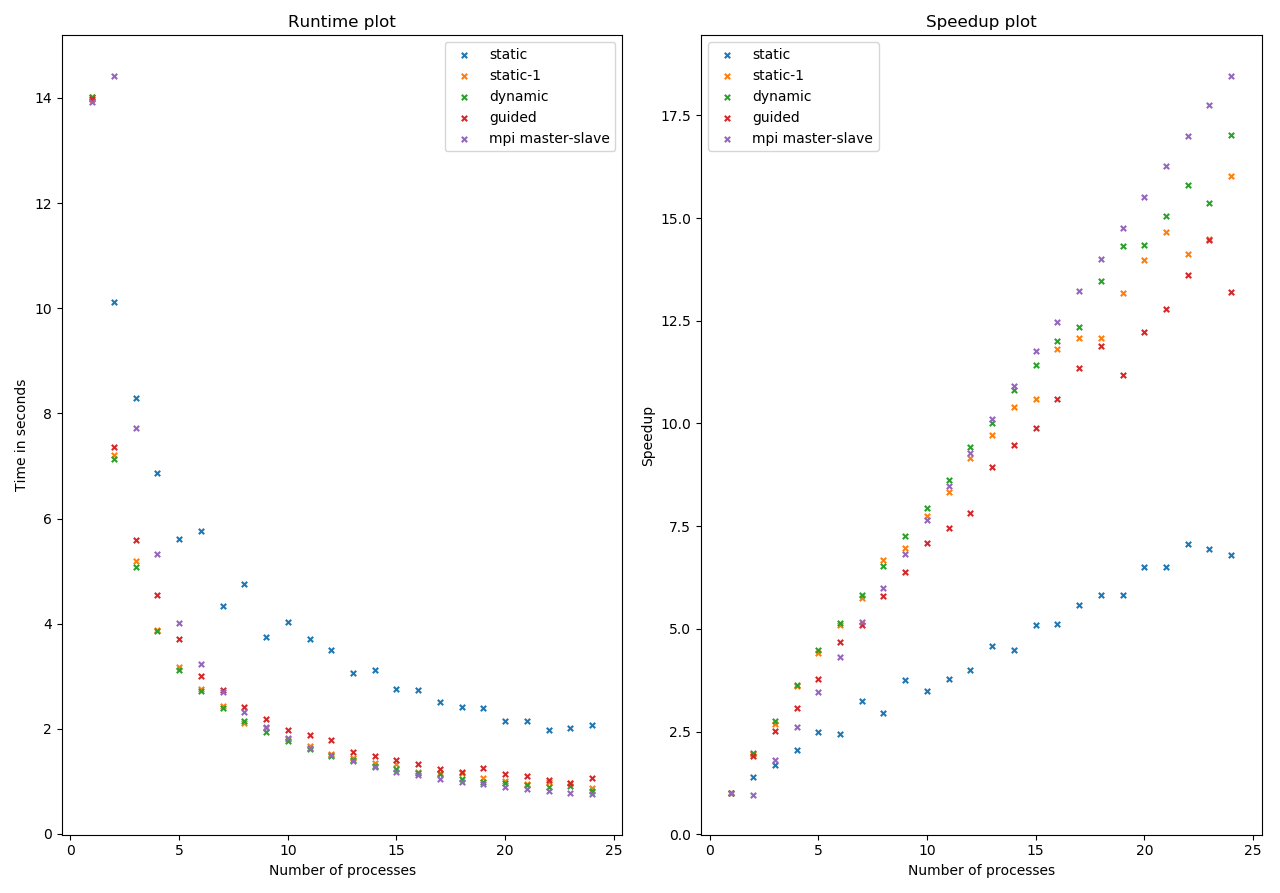 Runtime plot
static
static-1
dynamic
guided
mpi master-slave
14
12
10
8
6
4
2
0
Time in seconds
0 5 10 15 20 25
Number of processes
Speedup plot
static
static-1
dynamic
guided
mpi master-slave
17.5
15.0
12.5
10.0
7.5
5.0
2.5
0.0
Speedup
0 5 10 15 20 25
Number of processes